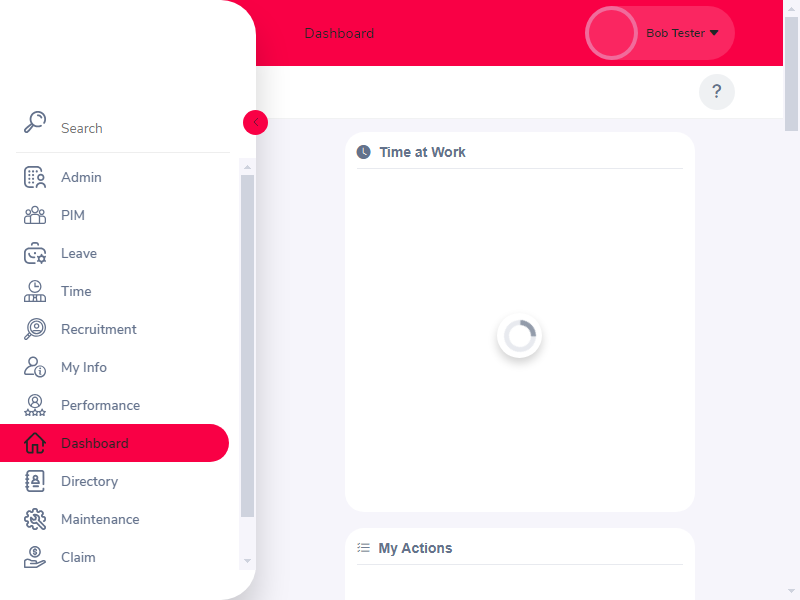 Dashboard
Bob Tester
?
Search
Admin
PIM
Leave
Time
Recruitment
My Info
Performance
Dashboard
Directory
Maintenance
Claim
Time at Work
My Actions